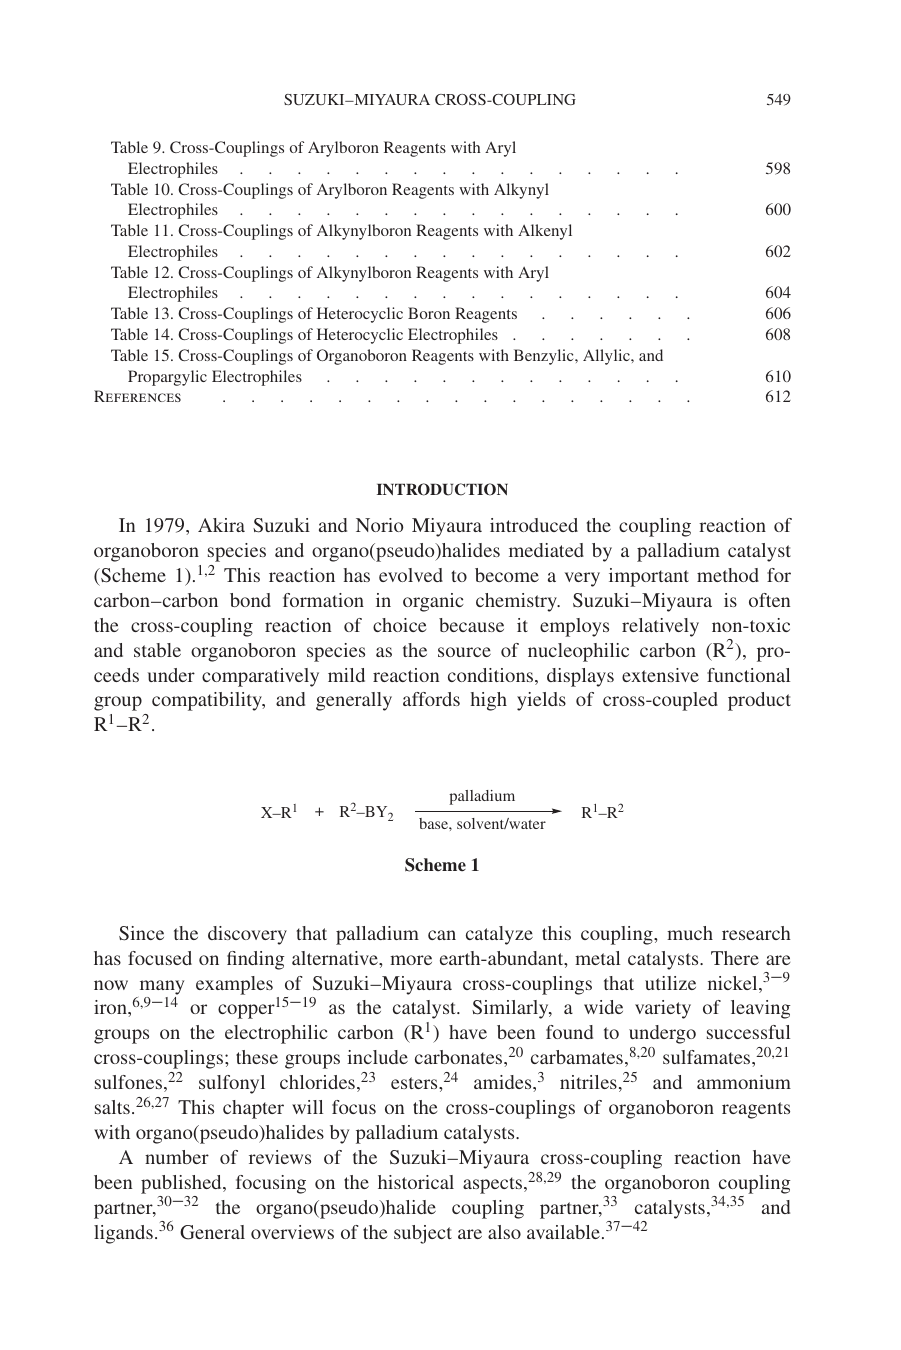 SUZUKI–MIYAURA CROSS-COUPLING 549
Table 9. Cross-Couplings of Arylboron Reagents with Aryl
Electrophiles . . . . . . . . . . . . . . . . 598
Table 10. Cross-Couplings of Arylboron Reagents with Alkynyl
Electrophiles . . . . . . . . . . . . . . . . 600
Table 11. Cross-Couplings of Alkynylboron Reagents with Alkenyl
Electrophiles . . . . . . . . . . . . . . . . 602
Table 12. Cross-Couplings of Alkynylboron Reagents with Aryl
Electrophiles . . . . . . . . . . . . . . . . 604
Table 13. Cross-Couplings of Heterocyclic Boron Reagents . . . . . . 606
Table 14. Cross-Couplings of Heterocyclic Electrophiles . . . . . . . 608
Table 15. Cross-Couplings of Organoboron Reagents with Benzylic, Allylic, and
Propargylic Electrophiles . . . . . . . . . . . . . 610
REFERENCES . . . . . . . . . . . . . . . . . 612
INTRODUCTION
In 1979, Akira Suzuki and Norio Miyaura introduced the coupling reaction of
organoboron species and organo(pseudo)halides mediated by a palladium catalyst
(Scheme 1).¹,² This reaction has evolved to become a very important method for
carbon–carbon bond formation in organic chemistry. Suzuki–Miyaura is often
the cross-coupling reaction of choice because it employs relatively non-toxic
and stable organoboron species as the source of nucleophilic carbon (R²), pro-
ceeds under comparatively mild reaction conditions, displays extensive functional
group compatibility, and generally affords high yields of cross-coupled product
R¹–R².
palladium
X–R¹ + R²–BY₂ ⟶ R¹–R²
base, solvent/water
Scheme 1
Since the discovery that palladium can catalyze this coupling, much research
has focused on finding alternative, more earth-abundant, metal catalysts. There are
now many examples of Suzuki–Miyaura cross-couplings that utilize nickel,³⁻⁹
iron,⁶,⁹⁻¹⁴ or copper¹⁵⁻¹⁹ as the catalyst. Similarly, a wide variety of leaving
groups on the electrophilic carbon (R¹) have been found to undergo successful
cross-couplings; these groups include carbonates,²⁰ carbamates,⁸,²⁰ sulfamates,²⁰,²¹
sulfones,²² sulfonyl chlorides,²³ esters,²⁴ amides,³ nitriles,²⁵ and ammonium
salts.²⁶,²⁷ This chapter will focus on the cross-couplings of organoboron reagents
with organo(pseudo)halides by palladium catalysts.
A number of reviews of the Suzuki–Miyaura cross-coupling reaction have
been published, focusing on the historical aspects,²⁸,²⁹ the organoboron coupling
partner,³⁰⁻³² the organo(pseudo)halide coupling partner,³³ catalysts,³⁴,³⁵ and
ligands.³⁶ General overviews of the subject are also available.³⁷⁻⁴²